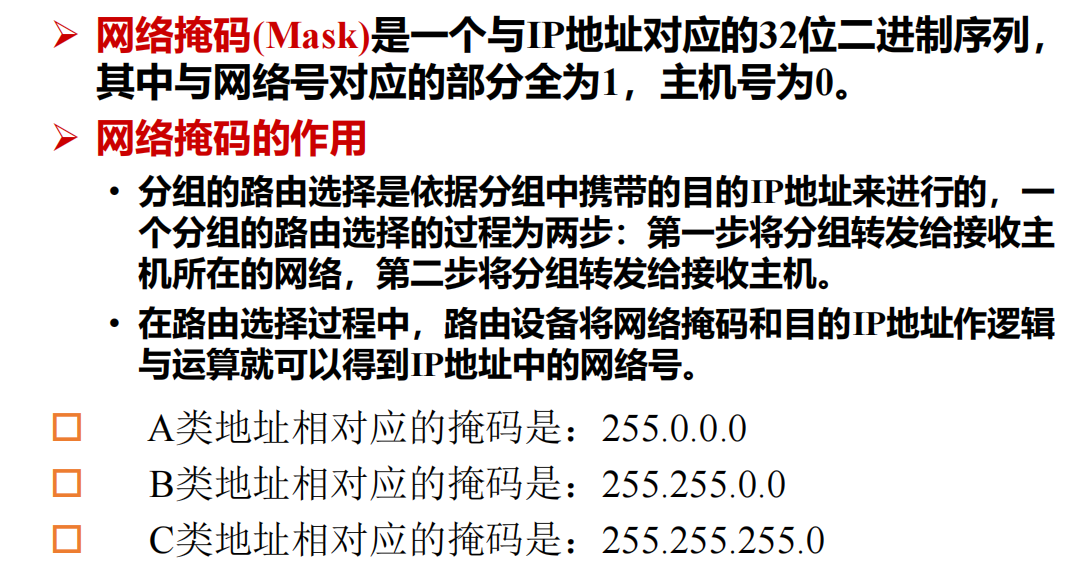 网络掩码(Mask)是一个与IP地址对应的32位二进制序列，
其中与网络号对应的部分全为1，主机号为0。
网络掩码的作用
• 分组的路由选择是依据分组中携带的目的IP地址来进行的，一
个分组的路由选择的过程为两步：第一步将分组转发给接收主
机所在的网络，第二步将分组转发给接收主机。
• 在路由选择过程中，路由设备将网络掩码和目的IP地址作逻辑
与运算就可以得到IP地址中的网络号。
A类地址相对应的掩码是：255.0.0.0
B类地址相对应的掩码是：255.255.0.0
C类地址相对应的掩码是：255.255.255.0